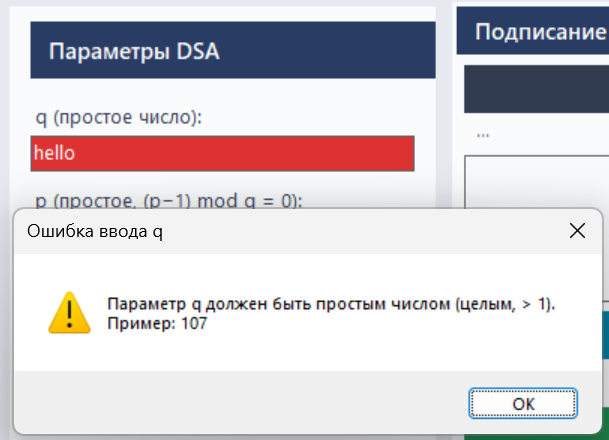 Параметры DSA
Подписание
q (простое число):
hello
...
p (простое, (p−1) mod q = 0):
Ошибка ввода q
Параметр q должен быть простым числом (целым, > 1).
Пример: 107
ОК